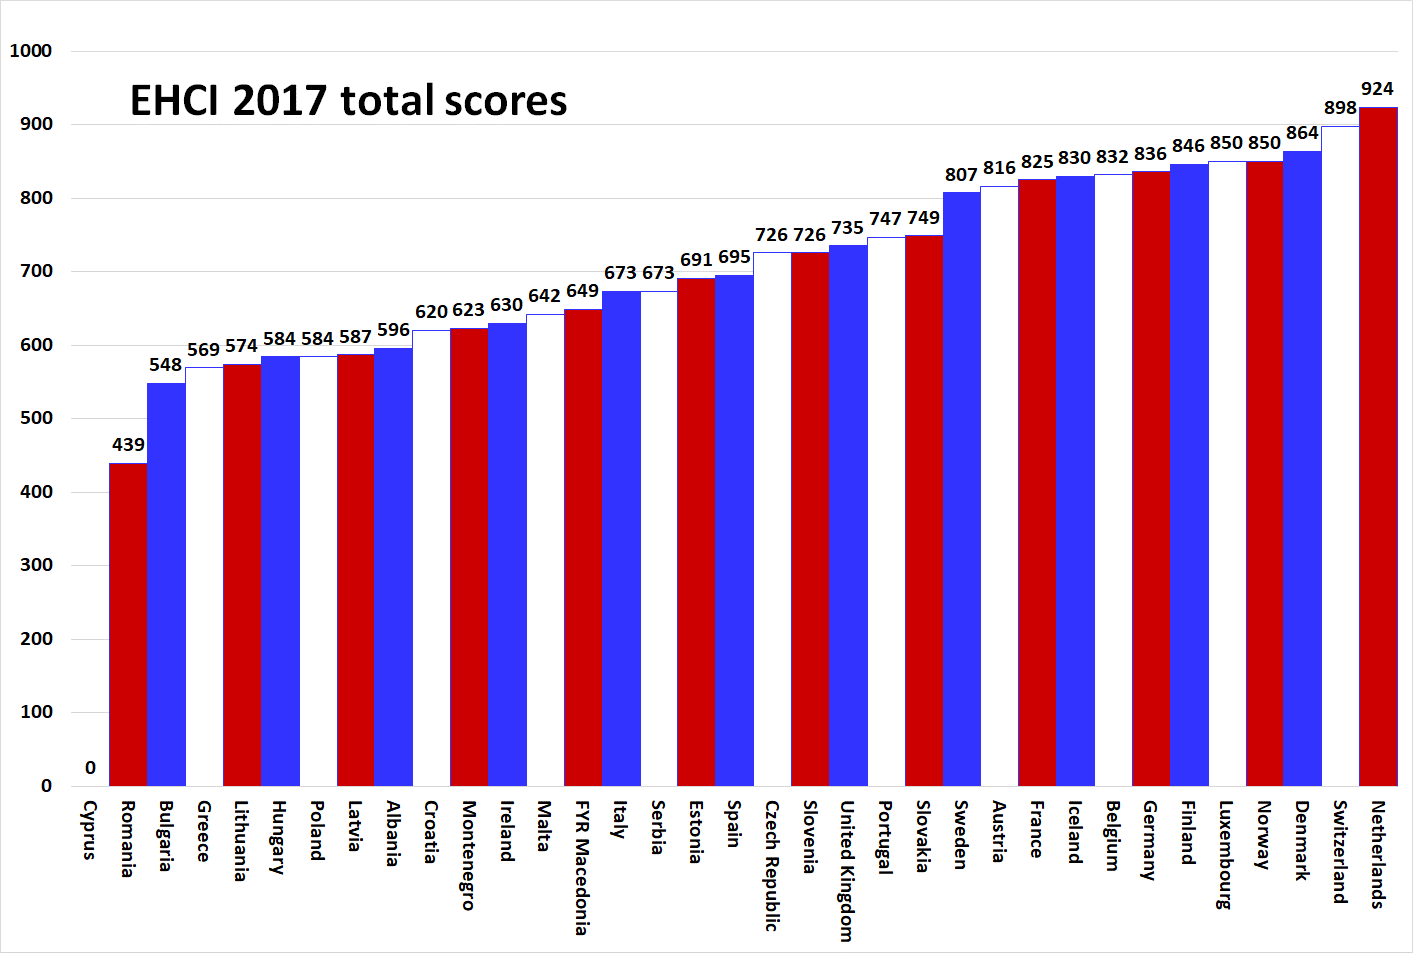 EHCI 2017 total scores
1000
900
800
700
600
500
400
300
200
100
0
0
439
548
569
574
584
584
587
596
620
623
630
642
649
673
673
691
695
726
726
735
747
749
807
816
825
830
832
836
846
850
850
864
898
924
Cyprus
Romania
Bulgaria
Greece
Lithuania
Hungary
Poland
Latvia
Albania
Croatia
Montenegro
Ireland
Malta
FYR Macedonia
Italy
Serbia
Estonia
Spain
Czech Republic
Slovenia
United Kingdom
Portugal
Slovakia
Sweden
Austria
France
Iceland
Belgium
Germany
Finland
Luxembourg
Norway
Denmark
Switzerland
Netherlands